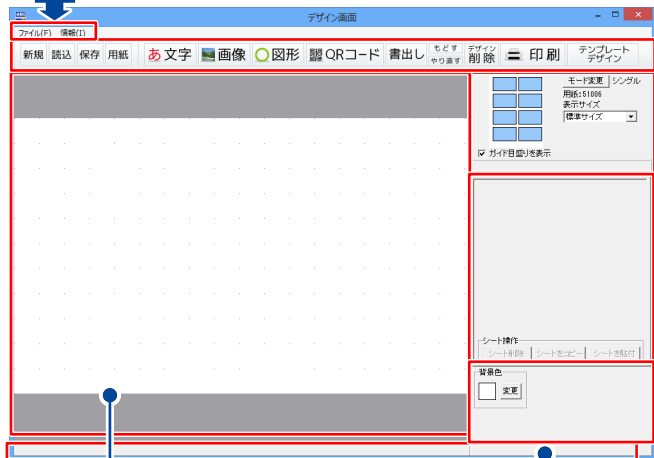 デザイン画面
ファイル(F) 情報(I)
新規 読込 保存 用紙 あ文字 画像 図形 QRコード 書出し もどす やり直す デザイン削除 印刷 テンプレートデザイン
モード変更 シングル
用紙:51006
表示サイズ
標準サイズ
ガイド目盛りを表示
シート操作
シート削除 シートをコピー シートを貼付
背景色
変更